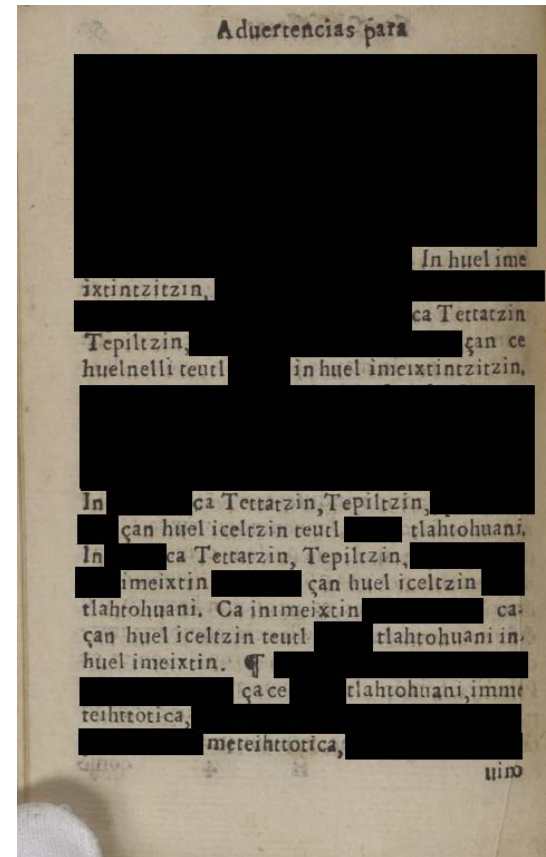 Aduertencias para
In huel ime
ixtintzitzin,
ca Tettatzin
Tepiltzin, çan ce
huelnelli teutl in huel imeixtintzitzin,
In ca Tettatzin, Tepiltzin,
çan huel iceltzin teutl tlahtohuani.
In ca Tettatzin, Tepiltzin,
imeixtin çan huel iceltzin
tlahtohuani. Ca inimeixtin ca-
çan huel iceltzin teutl tlahtohuani in-
huel imeixtin. ¶
çace tlahtohuani, imme
teihttotica,
meteihttotica,
uino